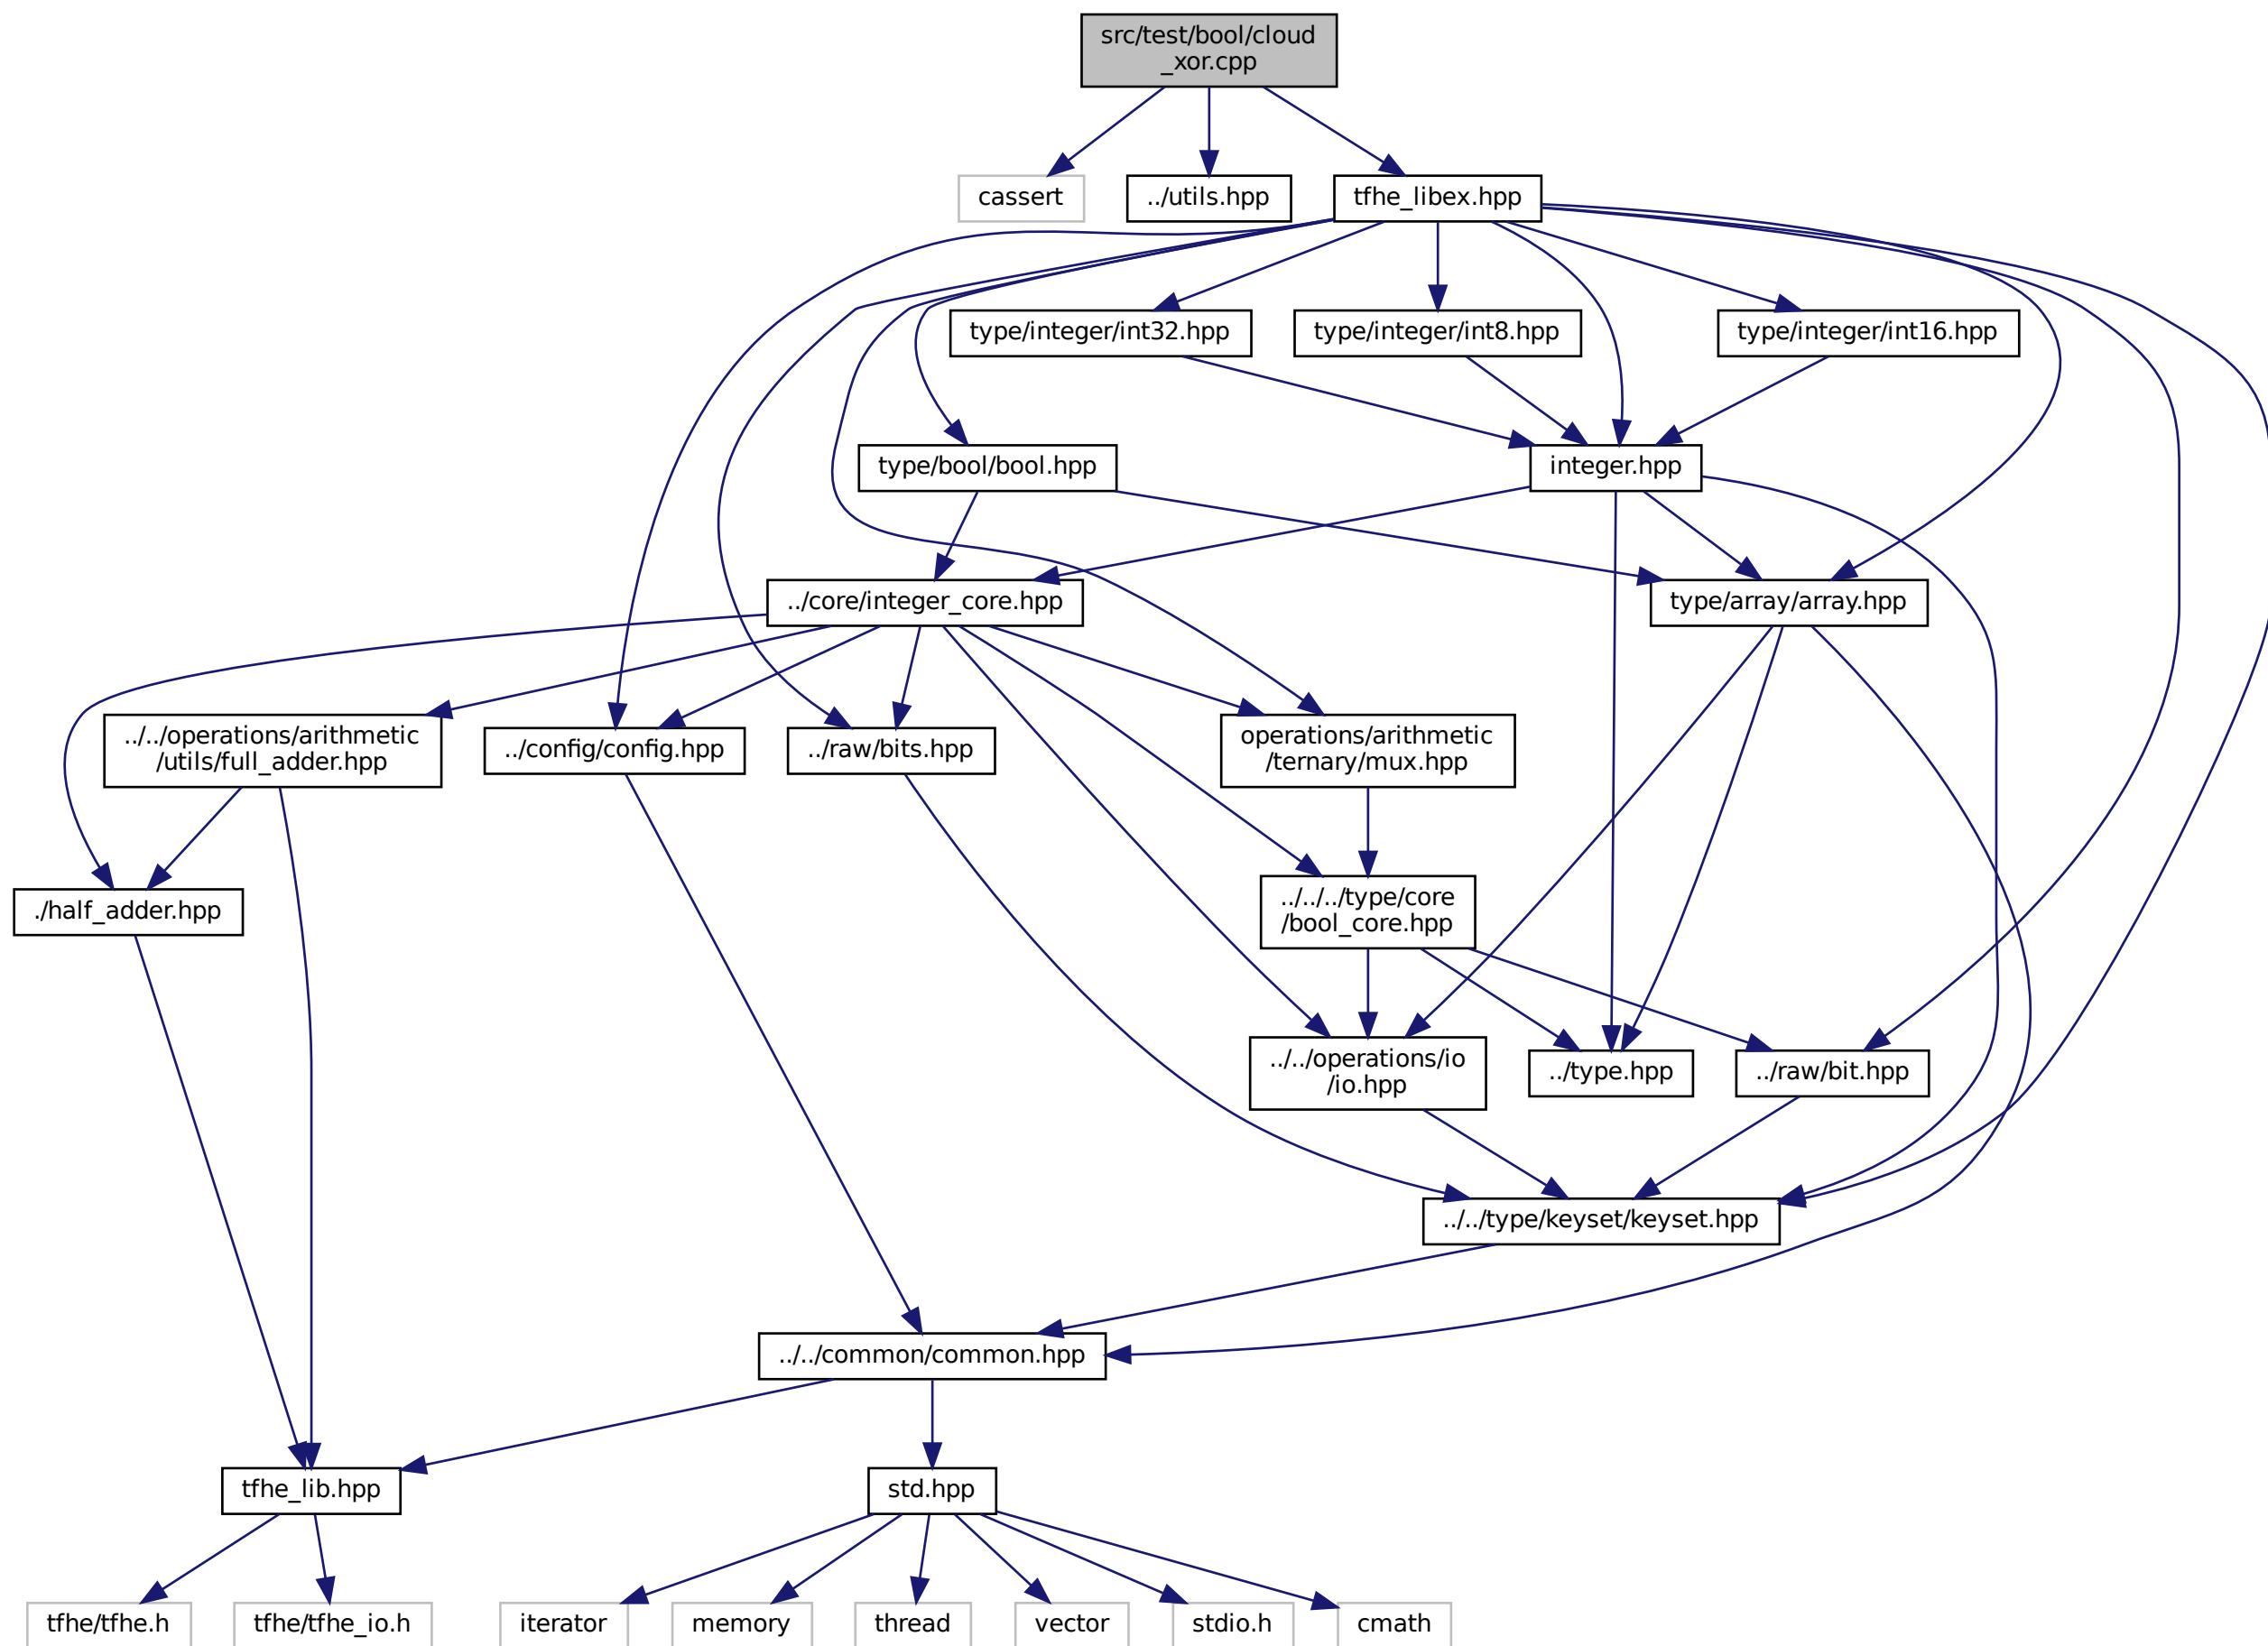 src/test/bool/cloud
_xor.cpp
cassert
../utils.hpp
tfhe_libex.hpp
type/integer/int32.hpp
type/integer/int8.hpp
type/integer/int16.hpp
type/bool/bool.hpp
integer.hpp
../core/integer_core.hpp
type/array/array.hpp
../../operations/arithmetic
/utils/full_adder.hpp
../config/config.hpp
../raw/bits.hpp
operations/arithmetic
/ternary/mux.hpp
./half_adder.hpp
../../../type/core
/bool_core.hpp
../../operations/io
/io.hpp
../type.hpp
../raw/bit.hpp
../../type/keyset/keyset.hpp
../../common/common.hpp
tfhe_lib.hpp
std.hpp
tfhe/tfhe.h
tfhe/tfhe_io.h
iterator
memory
thread
vector
stdio.h
cmath